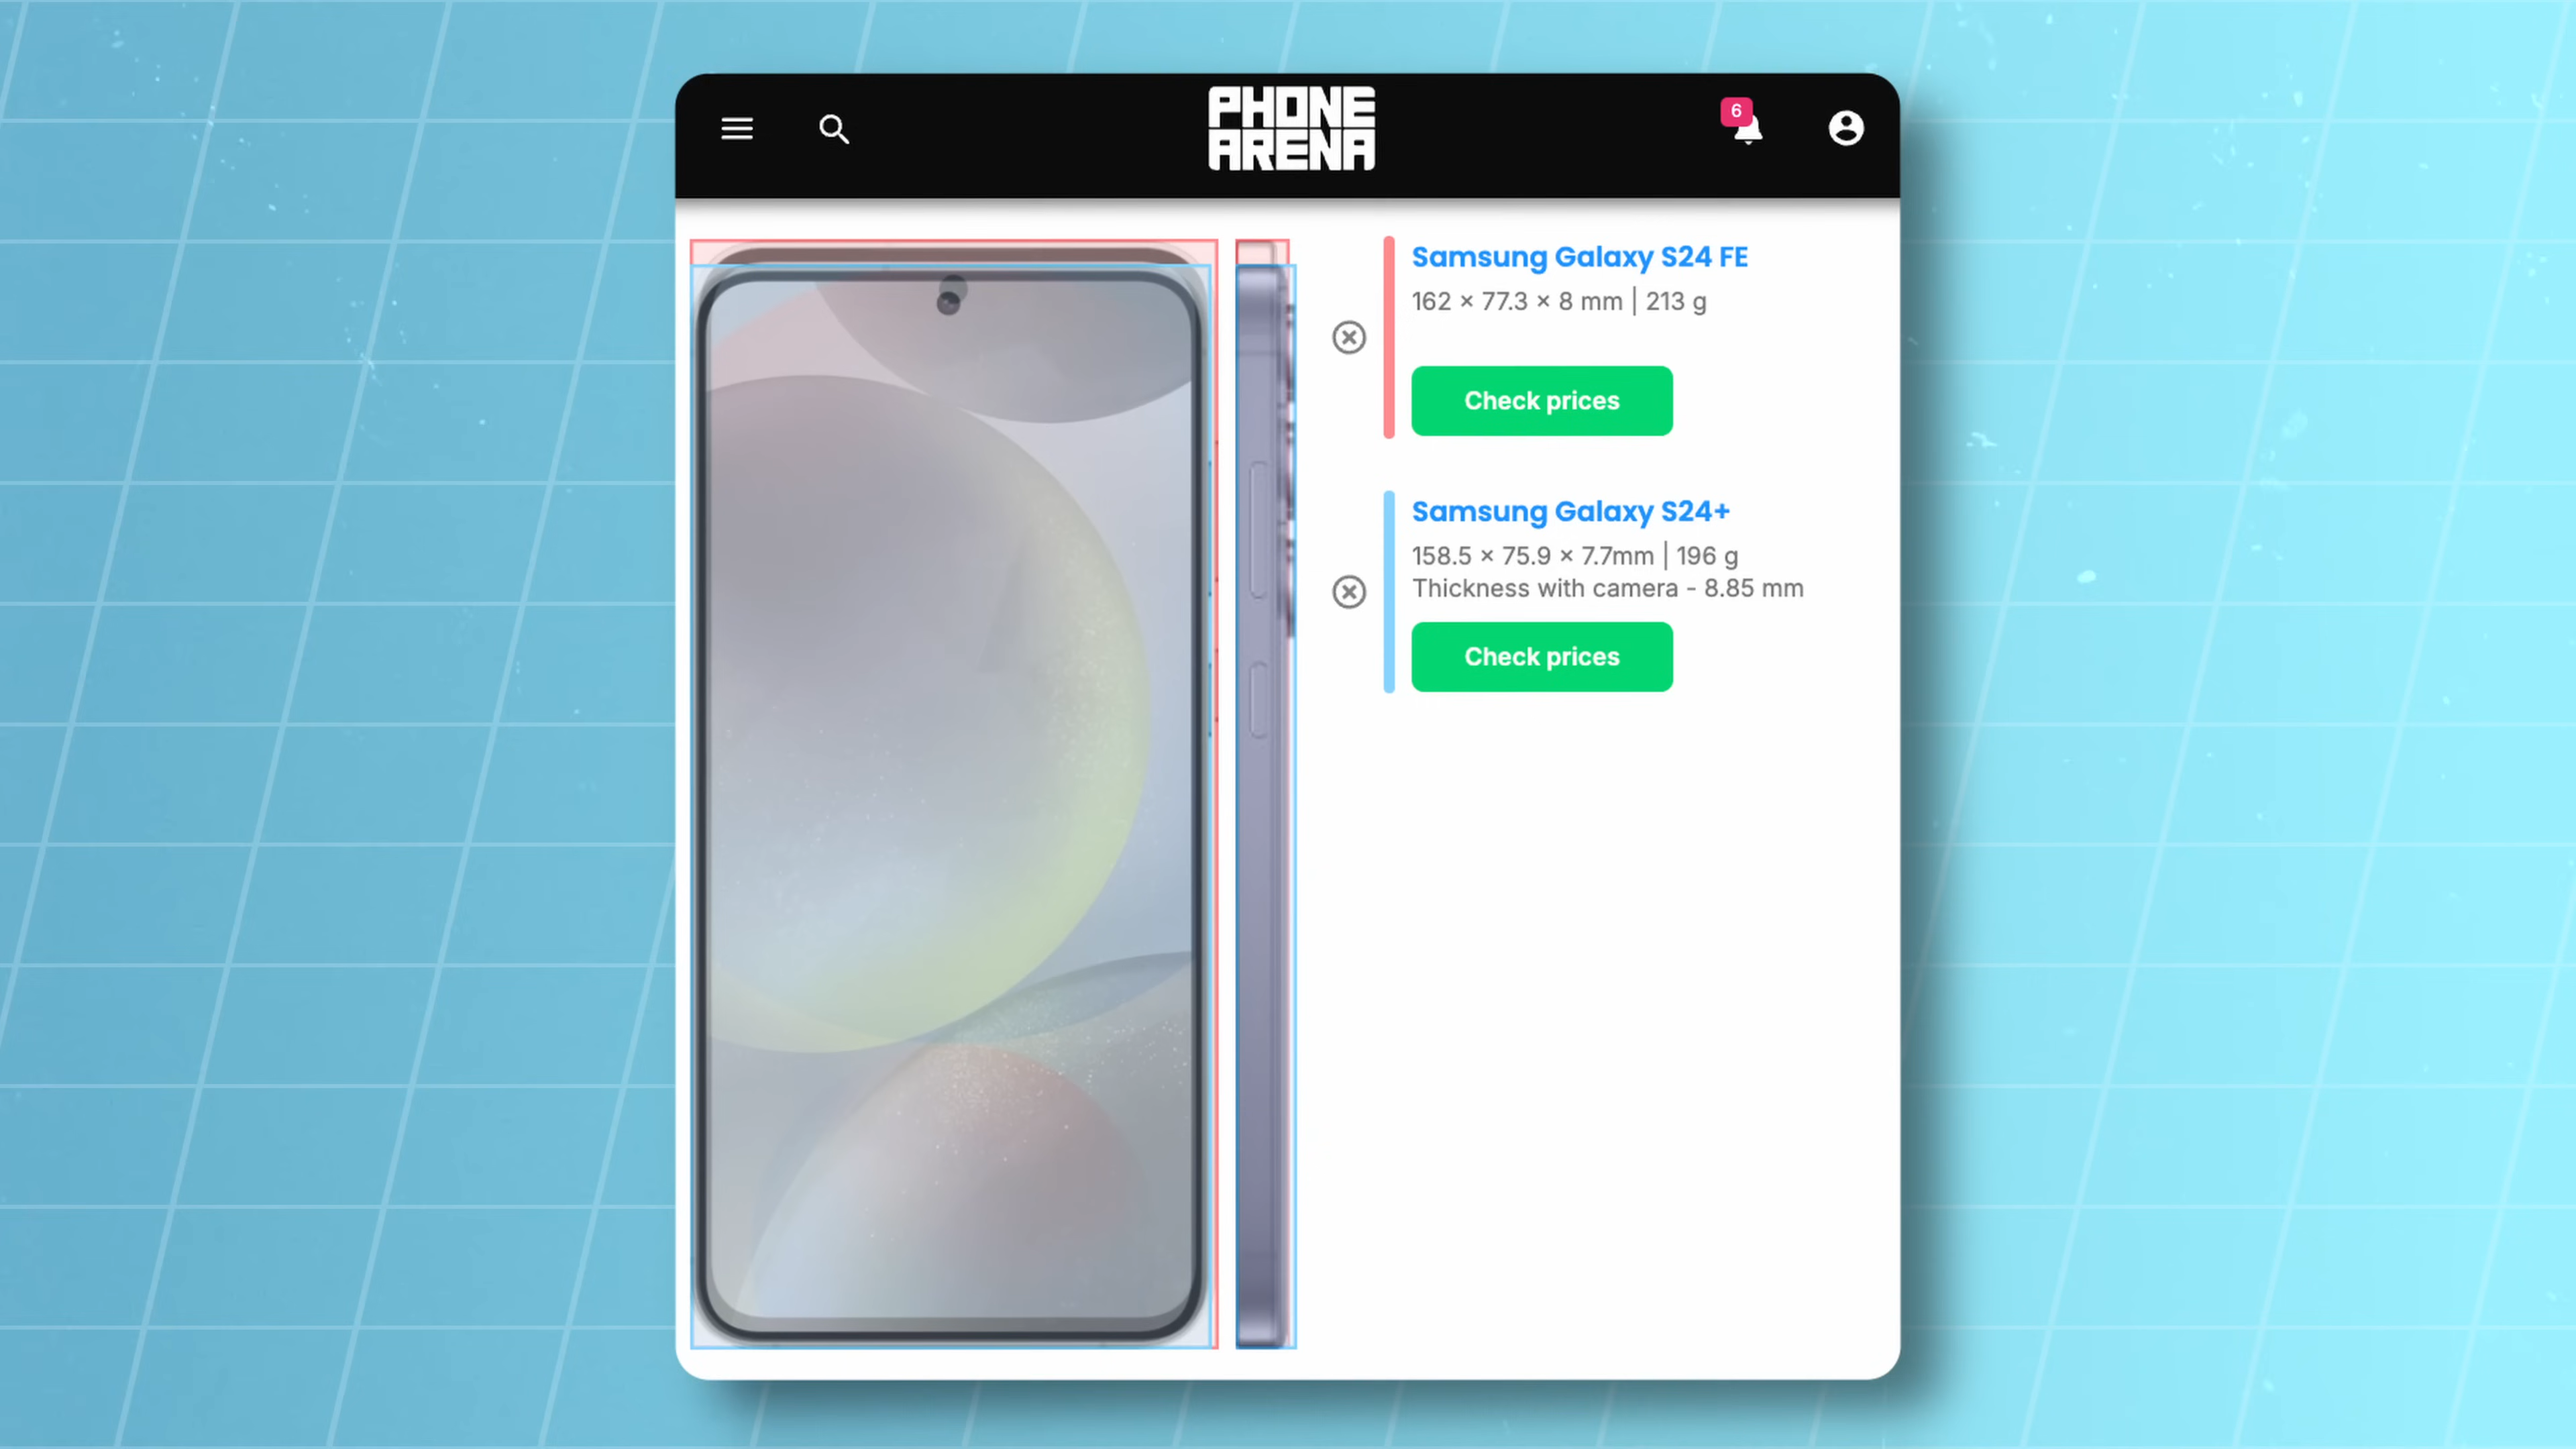 PHONE
ARENA
6
Samsung Galaxy S24 FE
162 × 77.3 × 8 mm | 213 g
Check prices
Samsung Galaxy S24+
158.5 × 75.9 × 7.7mm | 196 g
Thickness with camera - 8.85 mm
Check prices